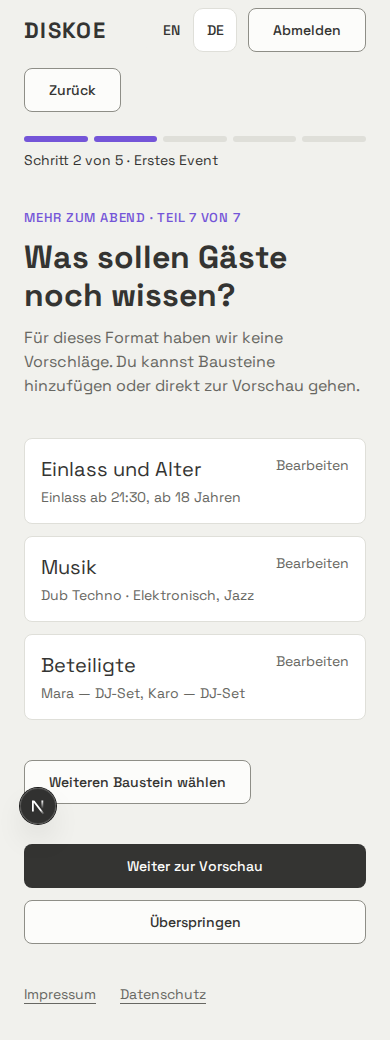 DISKOE
EN DE Abmelden
Zurück
Schritt 2 von 5 · Erstes Event
MEHR ZUM ABEND · TEIL 7 VON 7
Was sollen Gäste
noch wissen?
Für dieses Format haben wir keine
Vorschläge. Du kannst Bausteine
hinzufügen oder direkt zur Vorschau gehen.
Einlass und Alter
Bearbeiten
Einlass ab 21:30, ab 18 Jahren
Musik
Bearbeiten
Dub Techno · Elektronisch, Jazz
Beteiligte
Bearbeiten
Mara — DJ-Set, Karo — DJ-Set
Weiteren Baustein wählen
N
Weiter zur Vorschau
Überspringen
Impressum Datenschutz